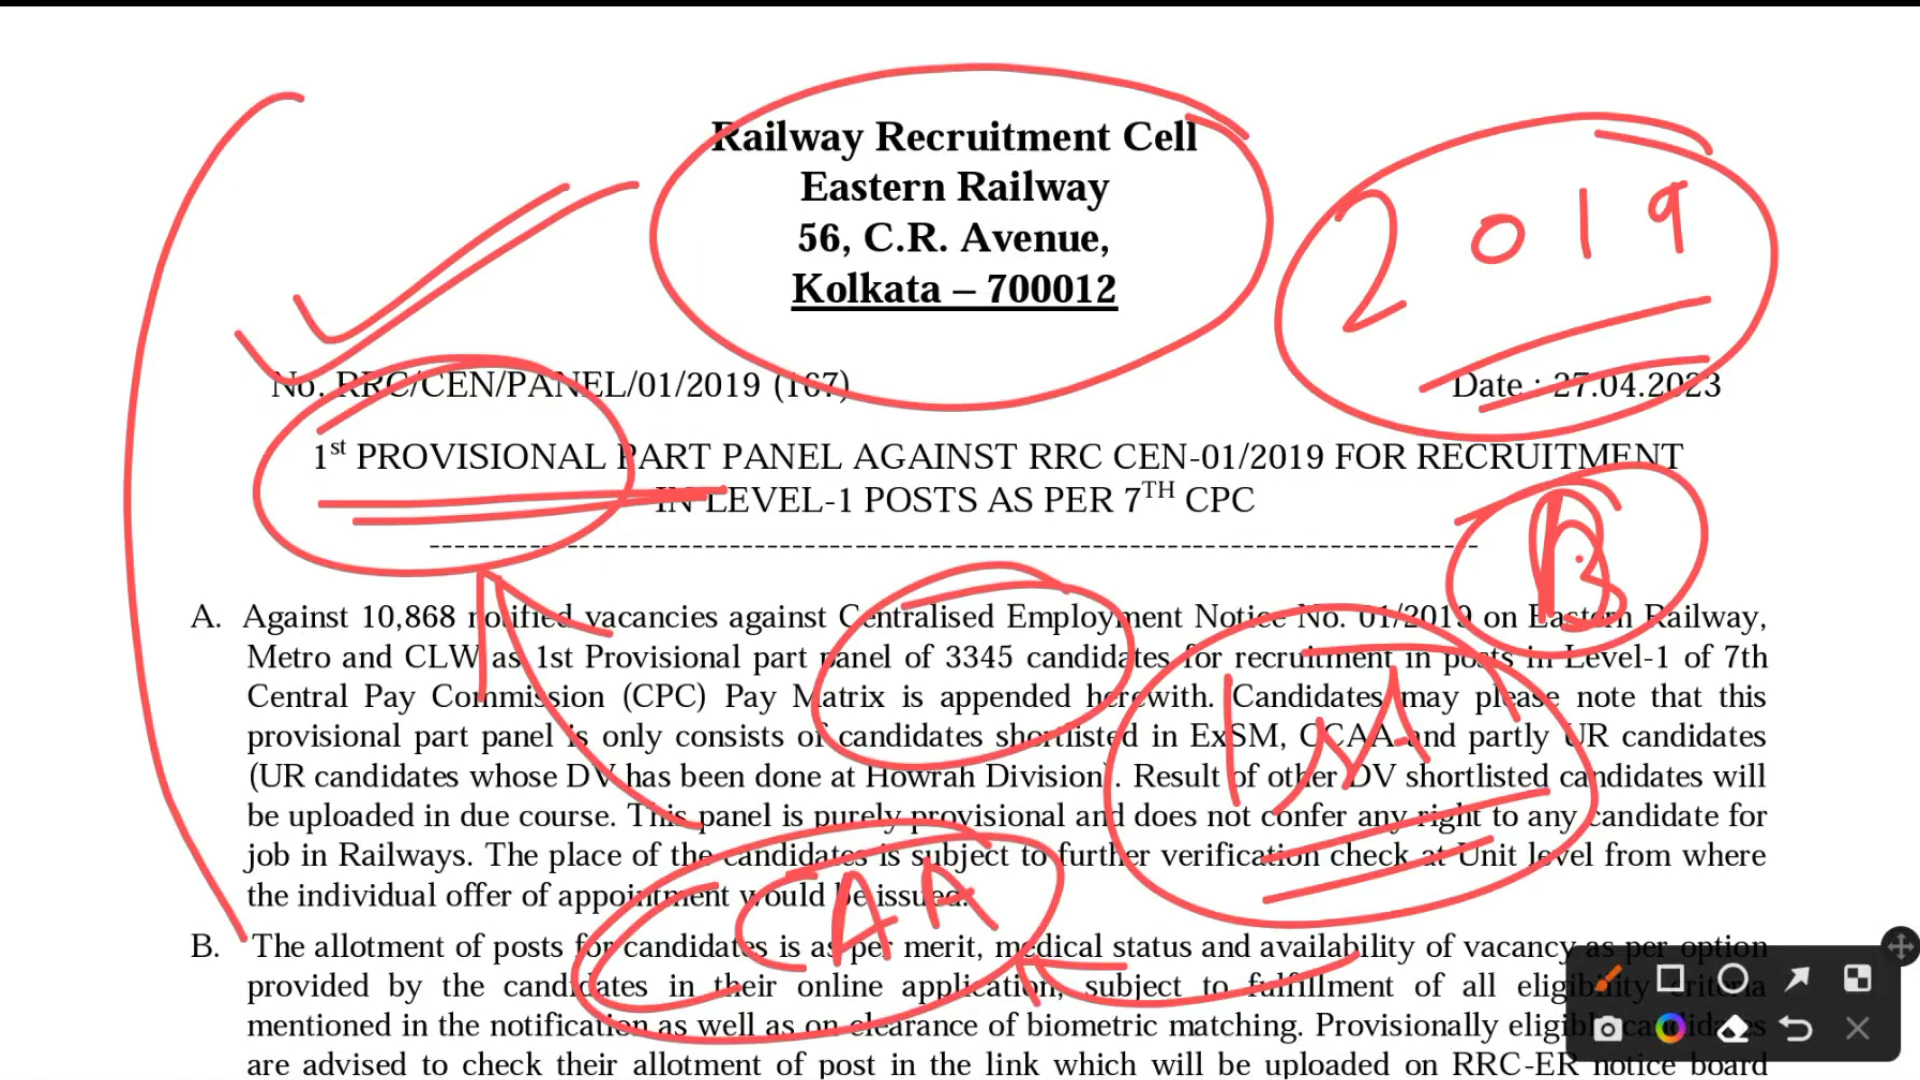 Railway Recruitment Cell
Eastern Railway
56, C.R. Avenue,
Kolkata – 700012
2019
No. RRC/CEN/PANEL/01/2019 (167)
Date : 27.04.2023
1st PROVISIONAL PART PANEL AGAINST RRC CEN-01/2019 FOR RECRUITMENT
IN LEVEL-1 POSTS AS PER 7TH CPC
A. Against 10,868 notified vacancies against Centralised Employment Notice No. 01/2019 on Eastern Railway,
Metro and CLW as 1st Provisional part panel of 3345 candidates for recruitment in posts in Level-1 of 7th
Central Pay Commission (CPC) Pay Matrix is appended herewith. Candidates may please note that this
provisional part panel is only consists of candidates shortlisted in ExSM, CCAA and partly UR candidates
(UR candidates whose DV has been done at Howrah Division). Result of other DV shortlisted candidates will
be uploaded in due course. This panel is purely provisional and does not confer any right to any candidate for
job in Railways. The place of the candidates is subject to further verification check at Unit level from where
the individual offer of appointment would be issued.
CAA
B. The allotment of posts for candidates is as per merit, medical status and availability of vacancy as per option
provided by the candidates in their online application, subject to fulfillment of all eligibility criteria
mentioned in the notification as well as on clearance of biometric matching. Provisionally eligible candidates
are advised to check their allotment of post in the link which will be uploaded on RRC-ER notice board